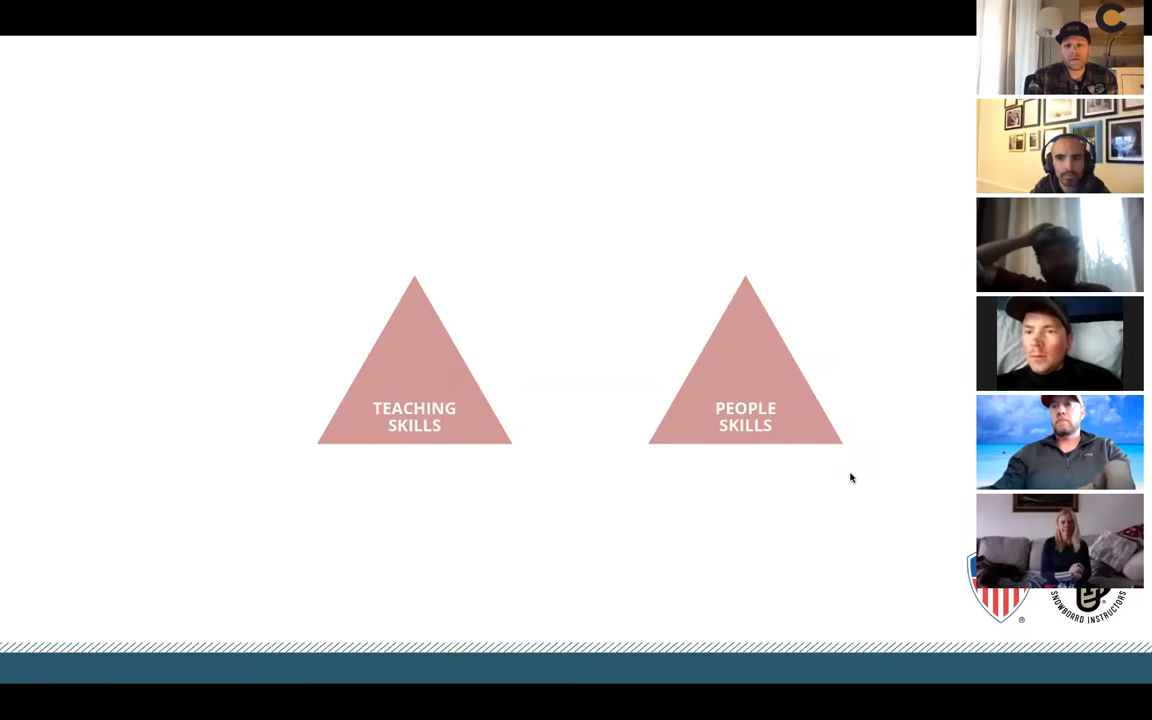 TEACHING
SKILLS
PEOPLE
SKILLS
SNOWBOARD INSTRUCTORS
®